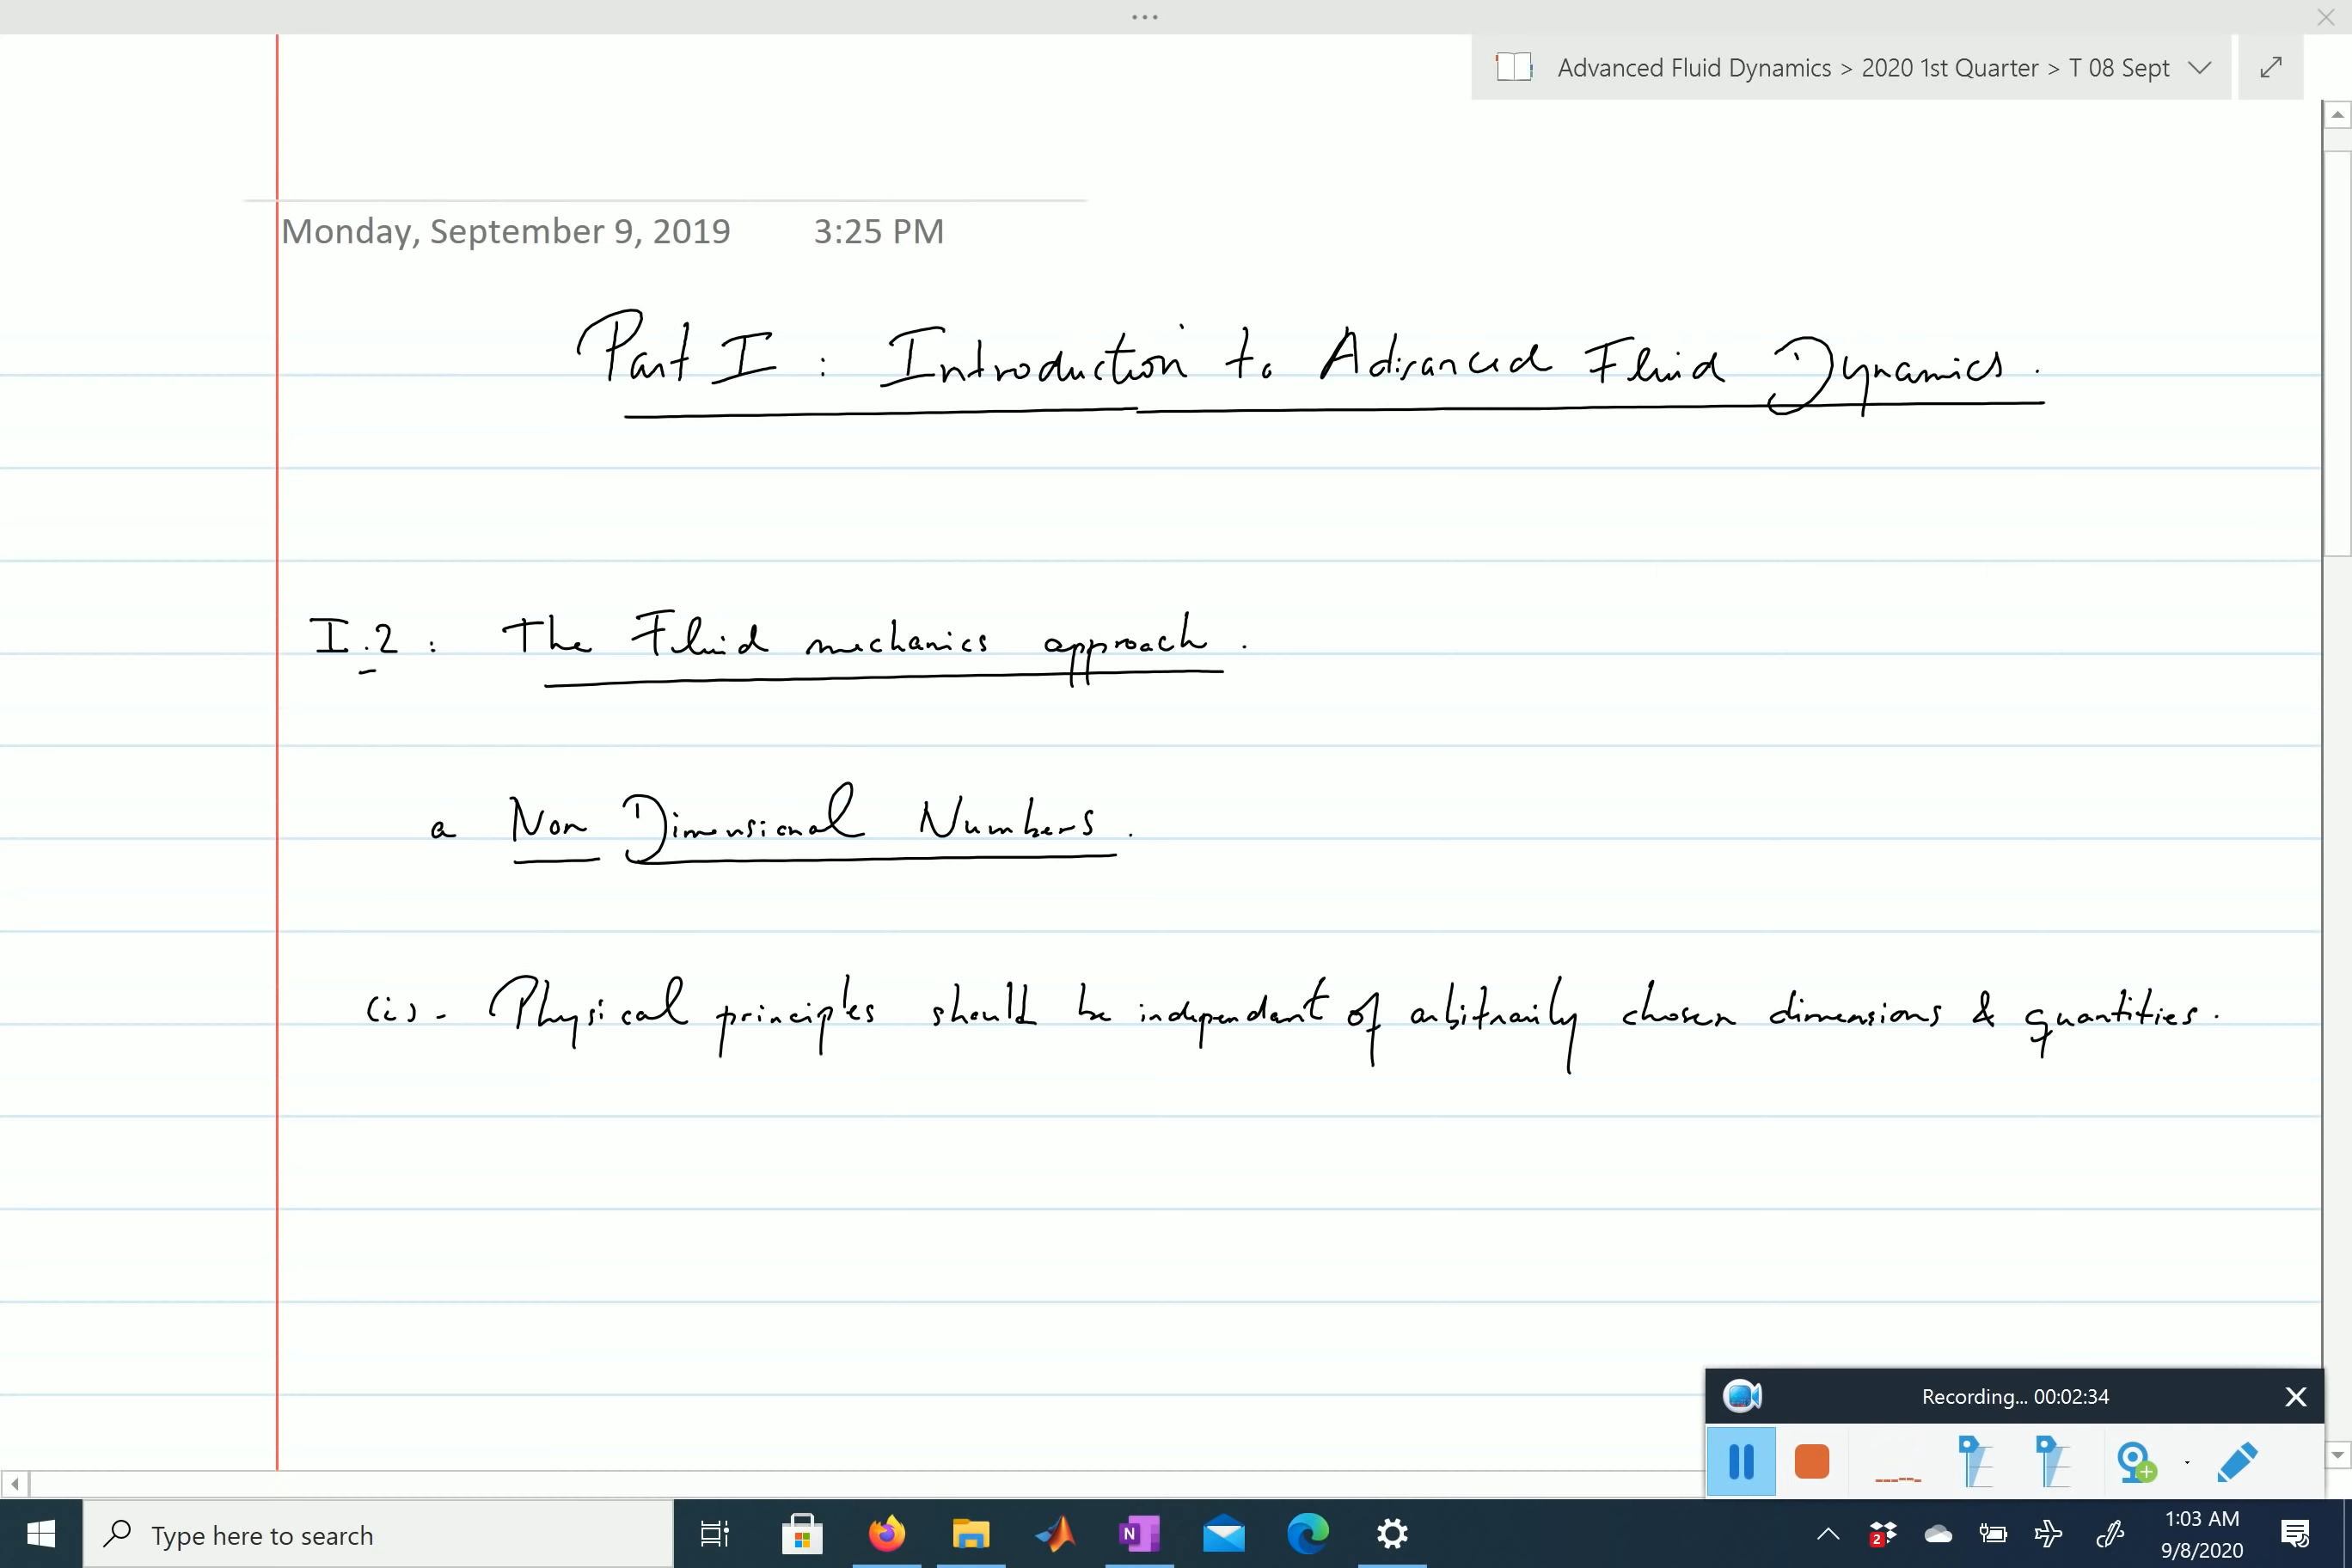 Advanced Fluid Dynamics > 2020 1st Quarter > T 08 Sept
Monday, September 9, 2019 3:25 PM
Part I : Introduction to Advanced Fluid Dynamics.
I.2 : The Fluid mechanics approach.
a Non Dimensional Numbers.
(i) - Physical principles should be independant of arbitrarily chosen dimensions & quantities.
Recording... 00:02:34
Type here to search
N
2
1:03 AM
9/8/2020